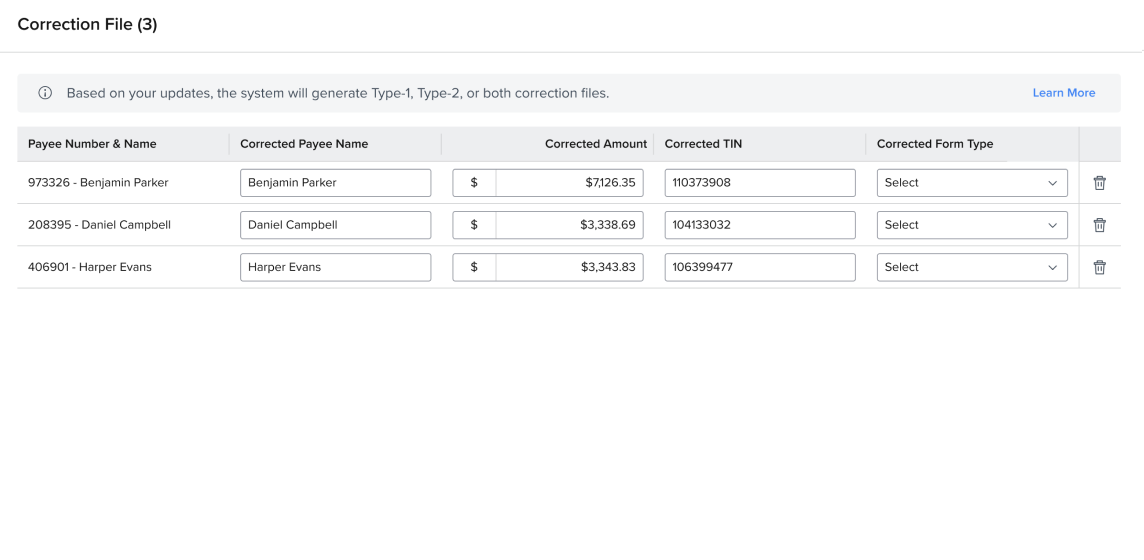 Correction File (3)
Based on your updates, the system will generate Type-1, Type-2, or both correction files. Learn More
Payee Number & Name Corrected Payee Name Corrected Amount Corrected TIN Corrected Form Type
973326 - Benjamin Parker Benjamin Parker $ $7,126.35 110373908 Select
208395 - Daniel Campbell Daniel Campbell $ $3,338.69 104133032 Select
406901 - Harper Evans Harper Evans $ $3,343.83 106399477 Select